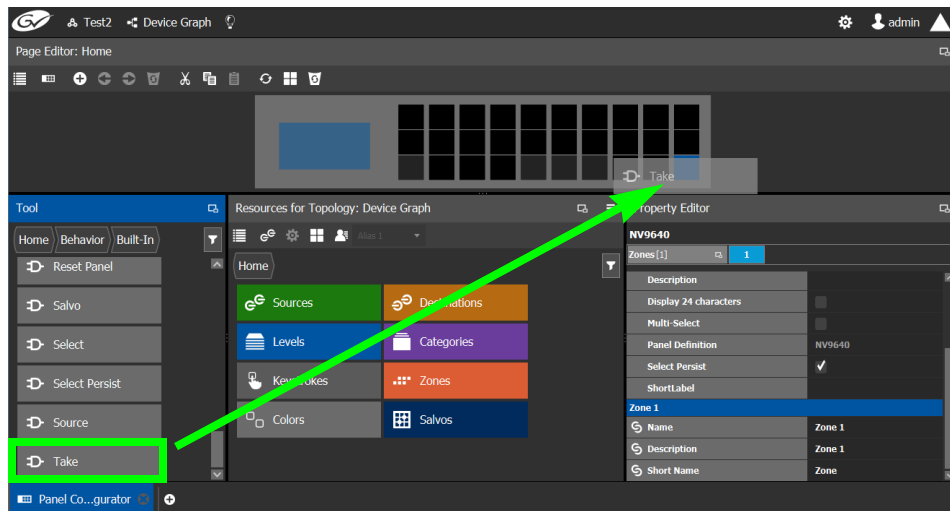 GV Test2 Device Graph admin
Page Editor: Home
Take
Tool
Home Behavior Built-In
Reset Panel
Salvo
Select
Select Persist
Source
Take
Resources for Topology: Device Graph
Alias 1
Home
Sources Destinations
Levels Categories
Keystrokes Zones
Colors Salvos
Property Editor
NV9640
Zones [1] 1
Description
Display 24 characters
Multi-Select
Panel Definition NV9640
Select Persist
ShortLabel
Zone 1
Name Zone 1
Description Zone 1
Short Name Zone
Panel Co...gurator